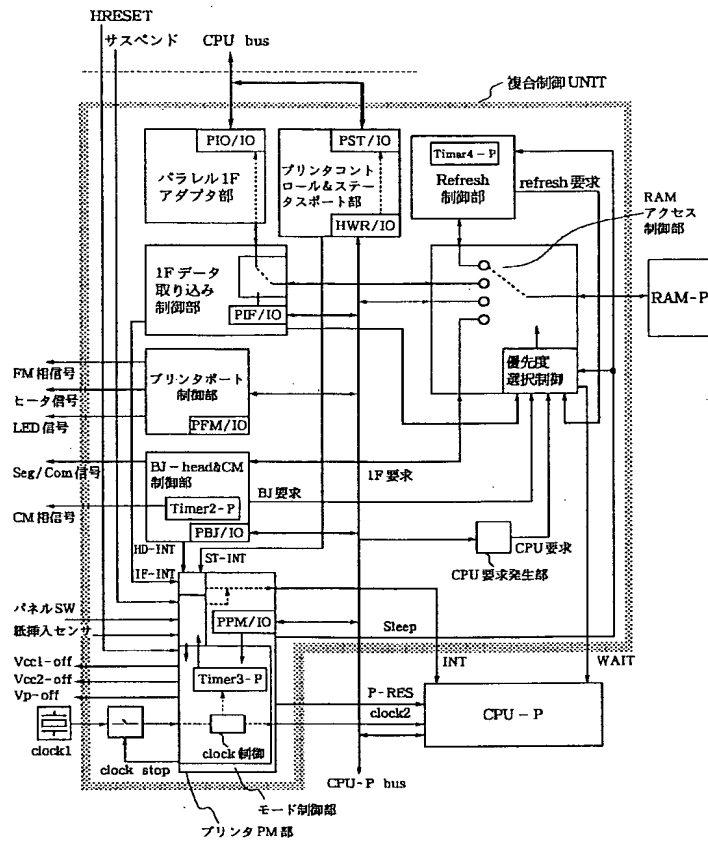 HRESET
サスペンド
CPU bus
複合制御UNIT
PIO/IO
パラレル1F
アダプタ部
PST/IO
プリンタコント
ロール&ステー
タスポート部
HWR/IO
Timar4-P
Refresh
制御部
refresh要求
RAM
アクセス
制御部
1Fデータ
取り込み
制御部
PIF/IO
RAM-P
優先度
選択制御
FM相信号
ヒータ信号
LED信号
プリンタポート
制御部
PFM/IO
Seg/Com信号
CM相信号
BJ-head&CM
制御部
Timer2-P
PBJ/IO
BJ要求
1F要求
HD-INT
ST-INT
IF-INT
CPU要求
CPU要求発生部
パネルSW
紙挿入センサ
PPM/IO
Sleep
INT
WAIT
Vcc1-off
Vcc2-off
Vp-off
Timer3-P
P-RES
clock2
CPU-P
clock1
clock stop
clock制御
CPU-P bus
モード制御部
プリンタPM部